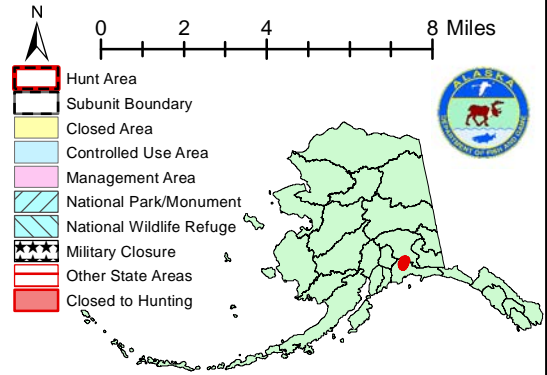 N
0 2 4 6 8 Miles
Hunt Area
Subunit Boundary
Closed Area
Controlled Use Area
Management Area
National Park/Monument
National Wildlife Refuge
Military Closure
Other State Areas
Closed to Hunting
ALASKA
DEPARTMENT OF FISH AND GAME